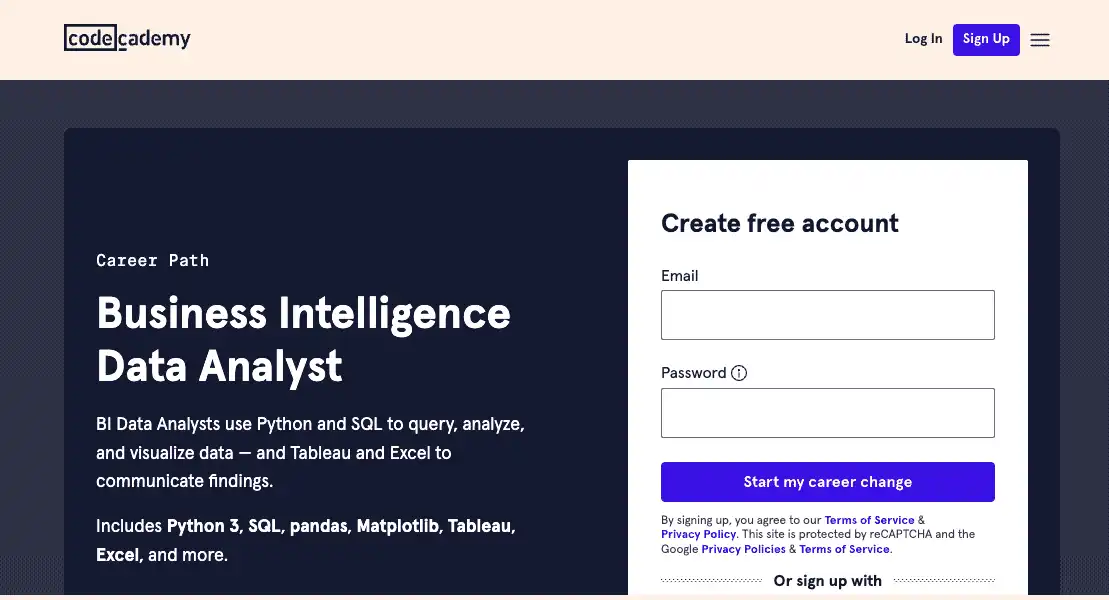 codecademy
Log In
Sign Up
Career Path
Business Intelligence
Data Analyst
BI Data Analysts use Python and SQL to query, analyze,
and visualize data — and Tableau and Excel to
communicate findings.
Includes Python 3, SQL, pandas, Matplotlib, Tableau,
Excel, and more.
Create free account
Email
Password
Start my career change
By signing up, you agree to our Terms of Service &
Privacy Policy. This site is protected by reCAPTCHA and the
Google Privacy Policies & Terms of Service.
Or sign up with